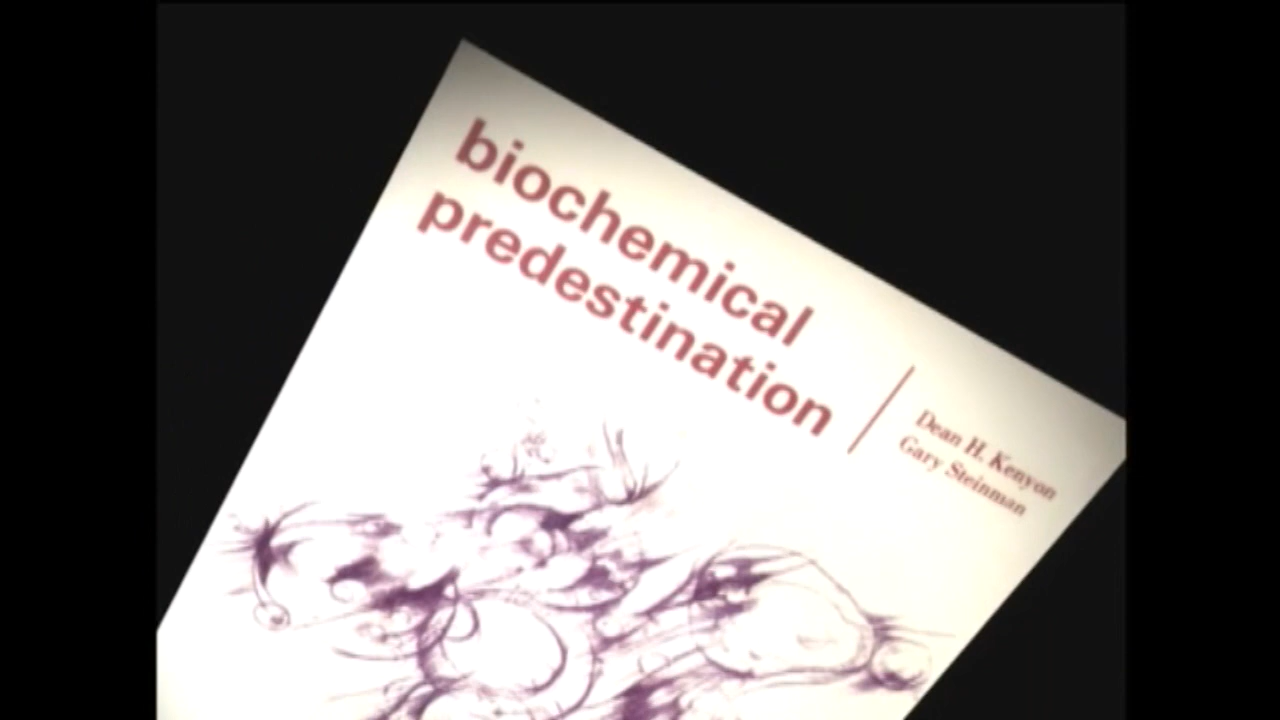 biochemical
predestination
Dean H. Kenyon
Gary Steinman